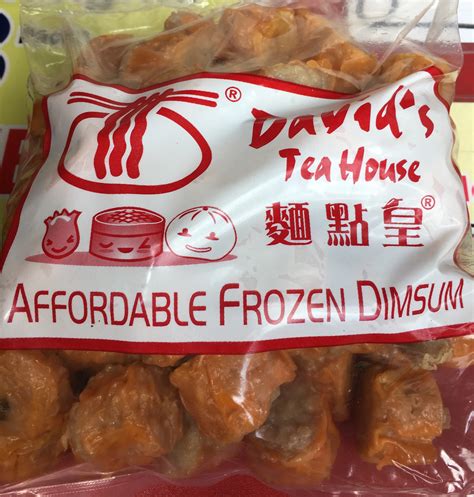 David's
Tea House
麵點皇
AFFORDABLE FROZEN DIMSUM